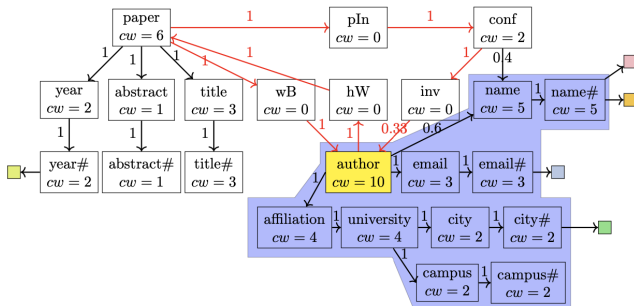 1
paper
cw = 6
1
pIn
cw = 0
1
conf
cw = 2
1
1
1
1
1
1
0.4
year
cw = 2
abstract
cw = 1
title
cw = 3
wB
cw = 0
hW
cw = 0
inv
cw = 0
name
cw = 5
1
name#
cw = 5
1
1
1
1
1
0.33
0.6
year#
cw = 2
abstract#
cw = 1
title#
cw = 3
author
cw = 10
1
email
cw = 3
1
email#
cw = 3
1
affiliation
cw = 4
1
university
cw = 4
1
city
cw = 2
1
city#
cw = 2
1
campus
cw = 2
1
campus#
cw = 2